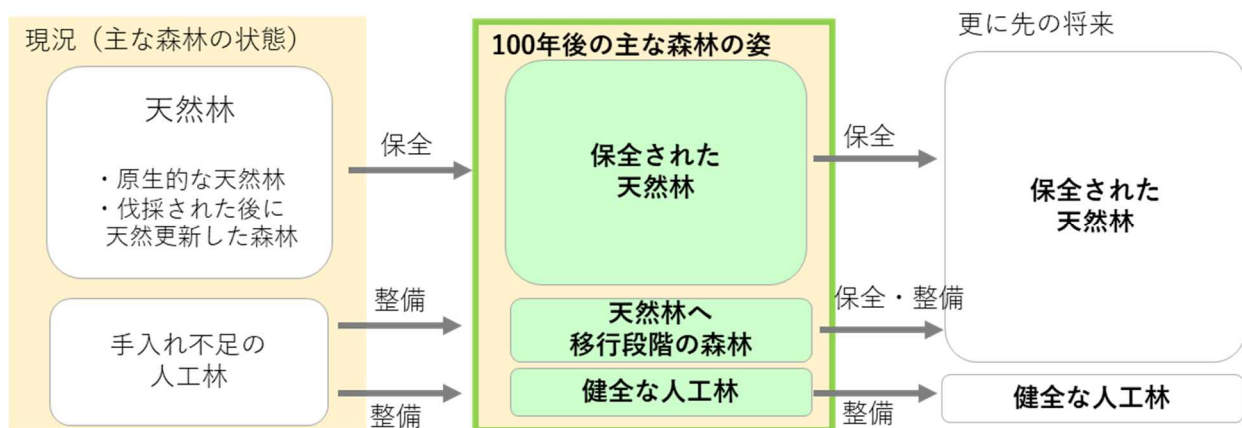 現況（主な森林の状態）
天然林
・原生的な天然林
・伐採された後に
天然更新した森林
手入れ不足の
人工林
保全
整備
整備
100年後の主な森林の姿
保全された
天然林
天然林へ
移行段階の森林
健全な人工林
保全
保全・整備
整備
更に先の将来
保全された
天然林
健全な人工林